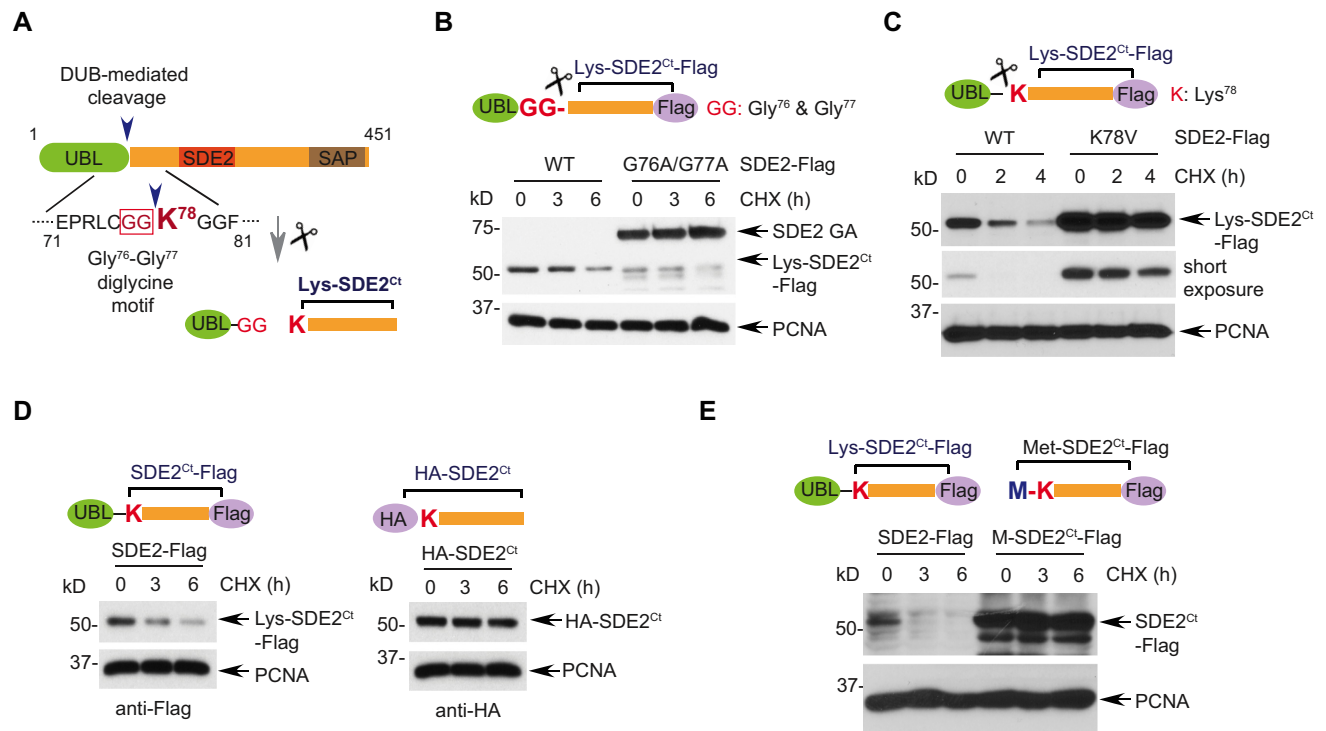 A
DUB-mediated
cleavage
1
451
UBL
SDE2
SAP
EPRLCGG K⁷⁸ GGF
71
81
Gly⁷⁶-Gly⁷⁷
diglycine
motif
Lys-SDE2ᶜᵗ
UBL-GG
K
B
Lys-SDE2ᶜᵗ-Flag
UBL GG- Flag GG: Gly⁷⁶ & Gly⁷⁷
WT G76A/G77A SDE2-Flag
kD 0 3 6 0 3 6 CHX (h)
75-
SDE2 GA
Lys-SDE2ᶜᵗ
-Flag
50-
37-
PCNA
C
Lys-SDE2ᶜᵗ-Flag
UBL K Flag K: Lys⁷⁸
WT K78V SDE2-Flag
kD 0 2 4 0 2 4 CHX (h)
50-
Lys-SDE2ᶜᵗ
-Flag
50-
short
exposure
37-
PCNA
D
SDE2ᶜᵗ-Flag
UBL K Flag
SDE2-Flag
kD 0 3 6 CHX (h)
50-
Lys-SDE2ᶜᵗ
-Flag
37-
PCNA
anti-Flag
HA-SDE2ᶜᵗ
HA K
HA-SDE2ᶜᵗ
kD 0 3 6 CHX (h)
50-
HA-SDE2ᶜᵗ
37-
PCNA
anti-HA
E
Lys-SDE2ᶜᵗ-Flag
UBL K Flag
Met-SDE2ᶜᵗ-Flag
M-K Flag
SDE2-Flag M-SDE2ᶜᵗ-Flag
kD 0 3 6 0 3 6 CHX (h)
50-
SDE2ᶜᵗ
-Flag
37-
PCNA